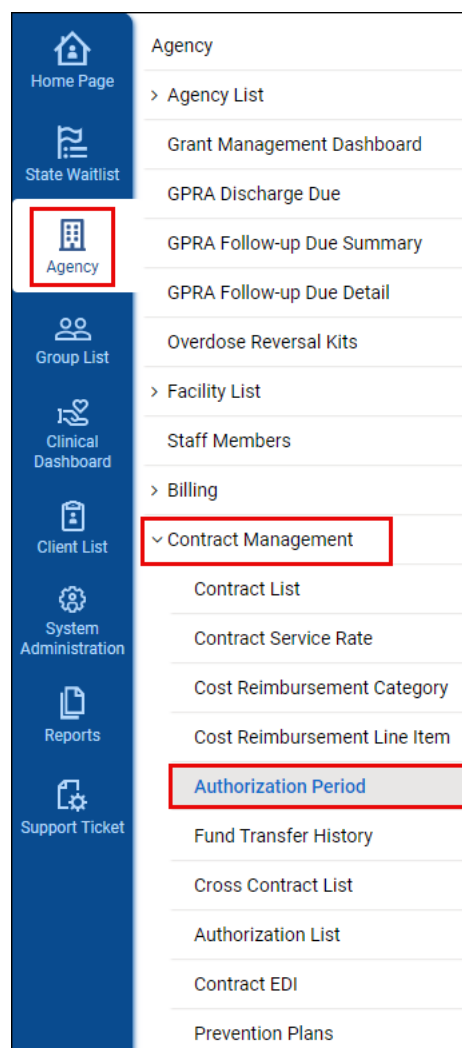 Home Page
State Waitlist
Agency
Group List
Clinical
Dashboard
Client List
System
Administration
Reports
Support Ticket
Agency
Agency List
Grant Management Dashboard
GPRA Discharge Due
GPRA Follow-up Due Summary
GPRA Follow-up Due Detail
Overdose Reversal Kits
Facility List
Staff Members
Billing
Contract Management
Contract List
Contract Service Rate
Cost Reimbursement Category
Cost Reimbursement Line Item
Authorization Period
Fund Transfer History
Cross Contract List
Authorization List
Contract EDI
Prevention Plans